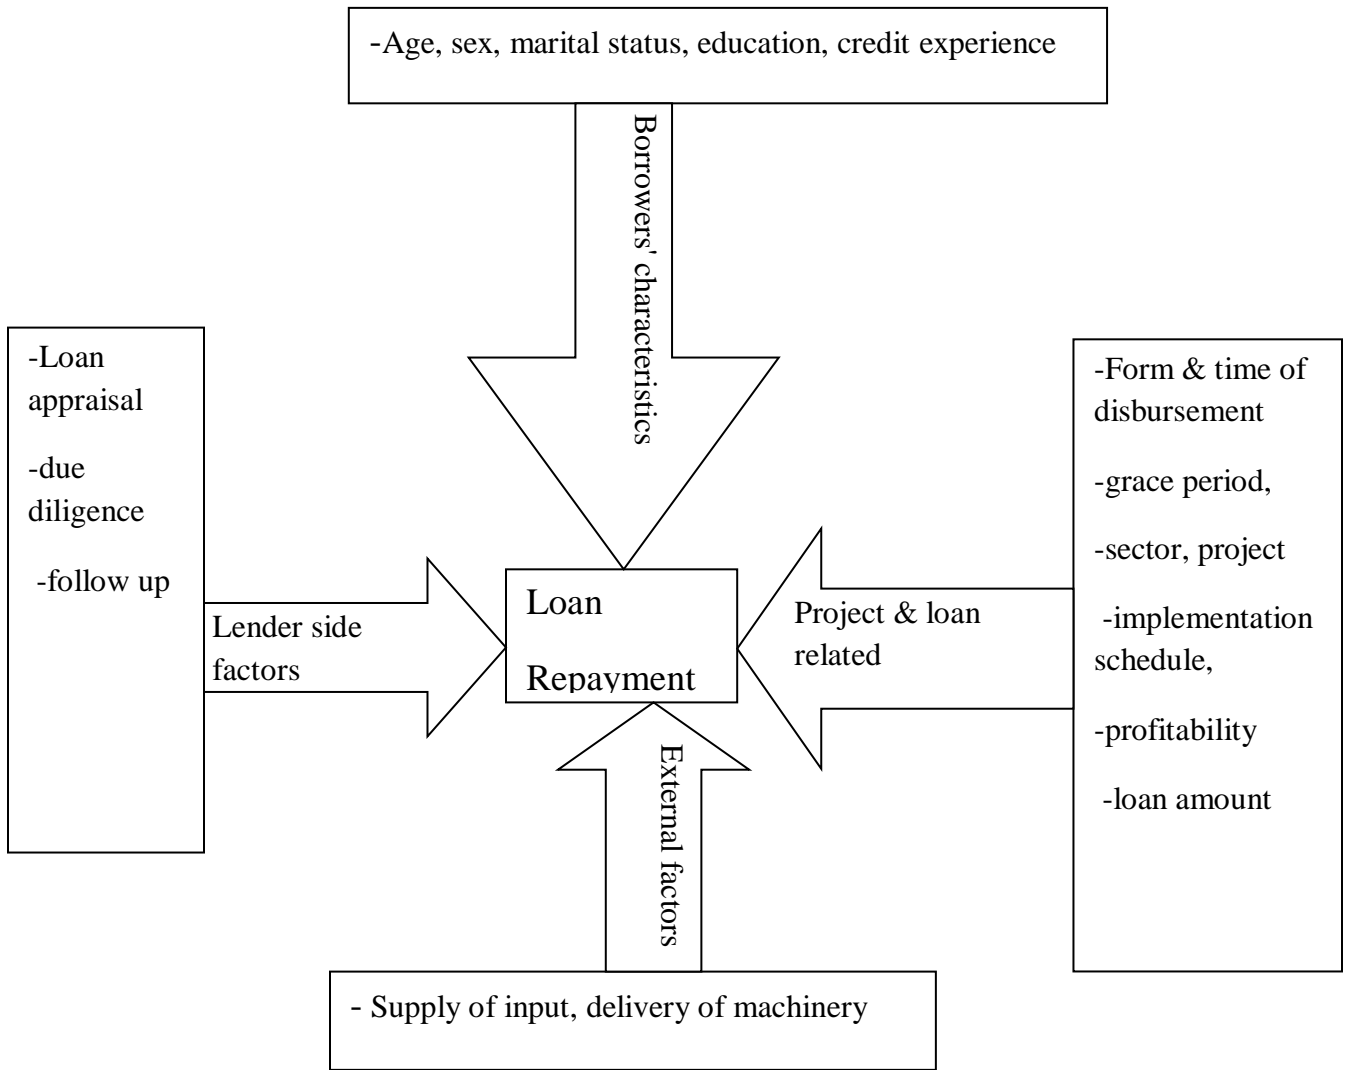 -Age, sex, marital status, education, credit experience
Borrowers' characteristics
-Loan
appraisal
-due
diligence
-follow up
Lender side
factors
Loan
Repayment
Project & loan
related
-Form & time of
disbursement
-grace period,
-sector, project
-implementation
schedule,
-profitability
-loan amount
External factors
- Supply of input, delivery of machinery